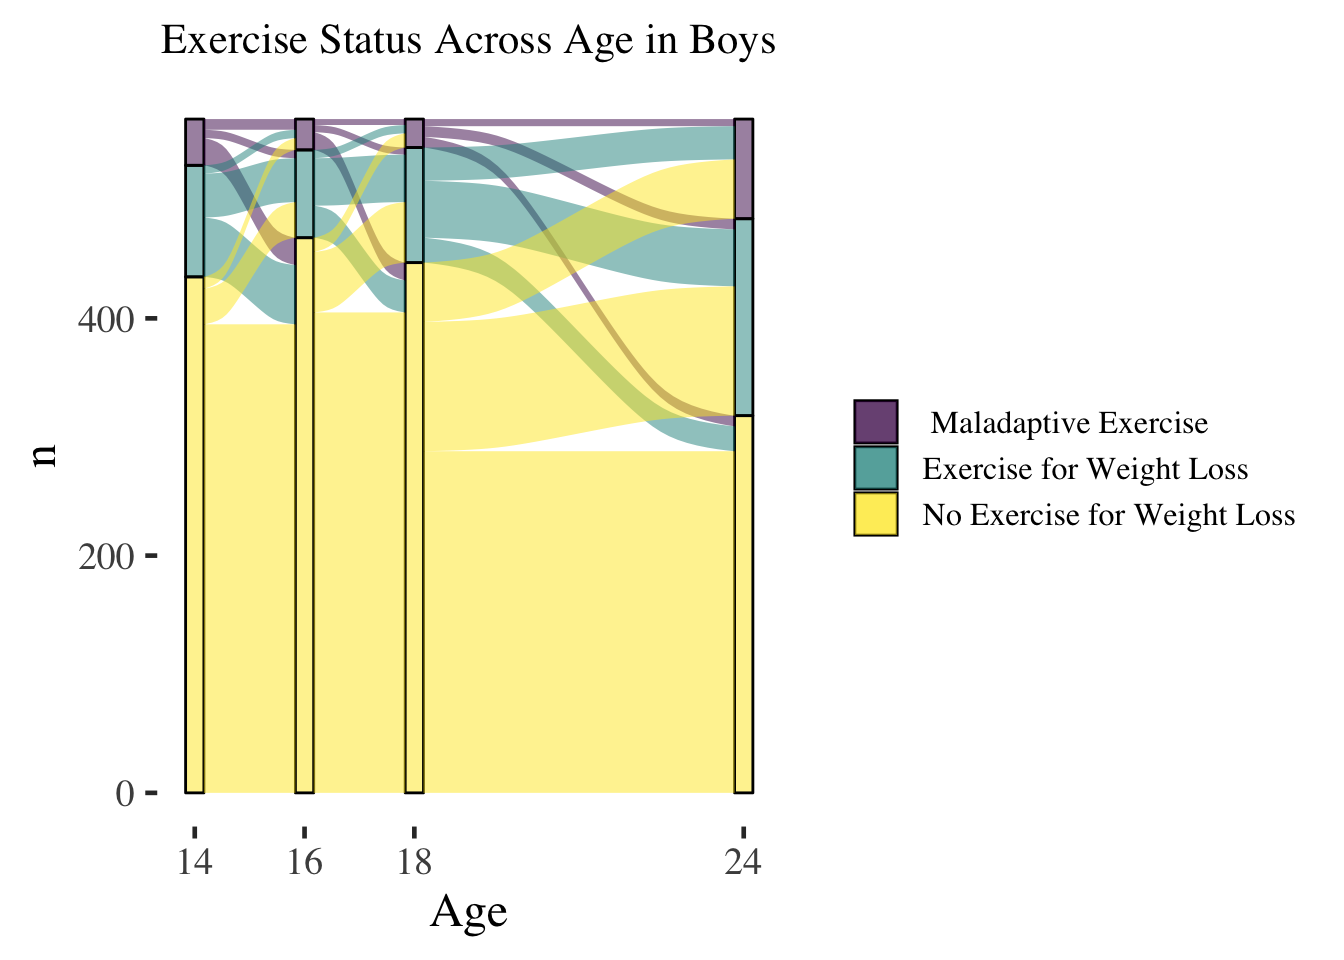 Exercise Status Across Age in Boys
n
400
200
0
14 16 18 24
Age
Maladaptive Exercise
Exercise for Weight Loss
No Exercise for Weight Loss